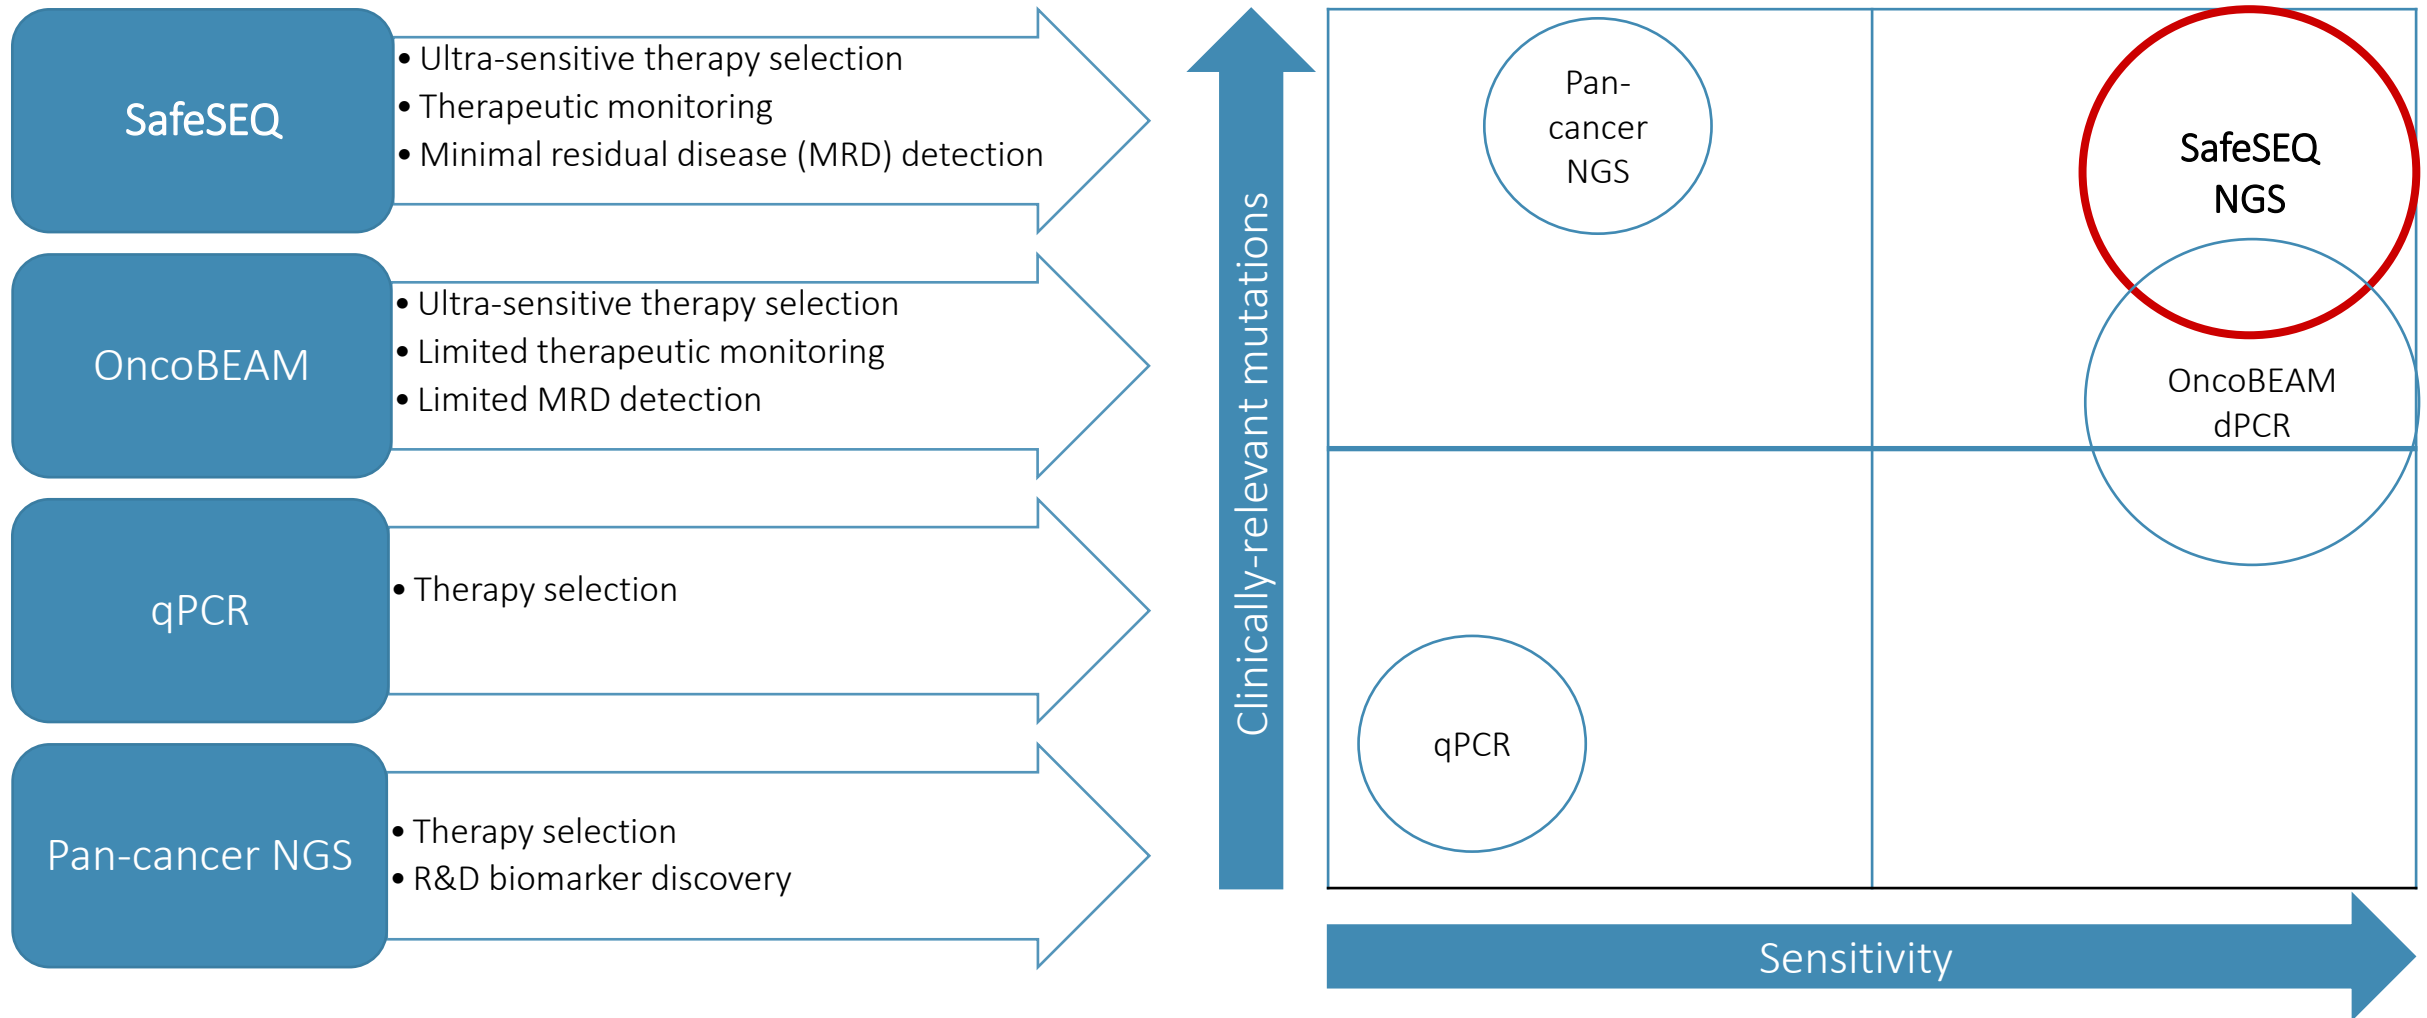 SafeSEQ
• Ultra-sensitive therapy selection
• Therapeutic monitoring
• Minimal residual disease (MRD) detection
OncoBEAM
• Ultra-sensitive therapy selection
• Limited therapeutic monitoring
• Limited MRD detection
qPCR
• Therapy selection
Pan-cancer NGS
• Therapy selection
• R&D biomarker discovery
Clinically-relevant mutations
Pan-
cancer
NGS
SafeSEQ
NGS
OncoBEAM
dPCR
qPCR
Sensitivity